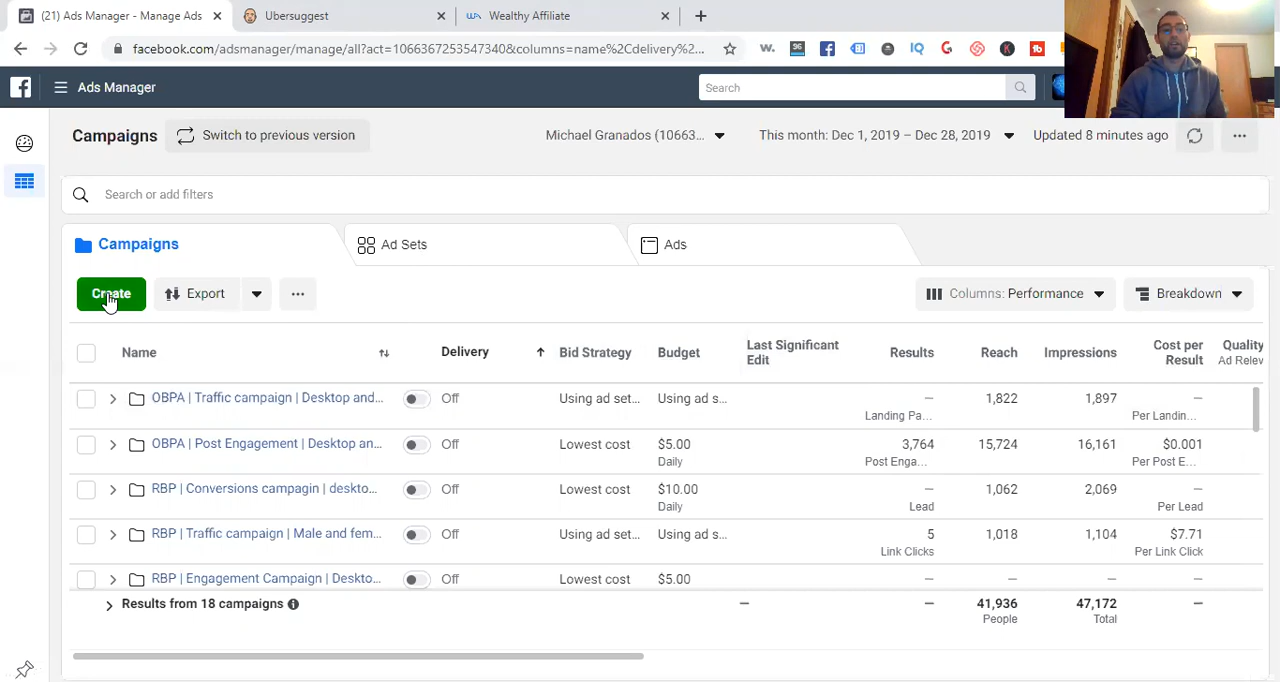 (21) Ads Manager - Manage Ads
Ubersuggest
WA Wealthy Affiliate
facebook.com/adsmanager/manage/all?act=1066367253547340&columns=name%2Cdelivery%2...
w.
96
IQ
G
K
Ads Manager
Search
Campaigns
Switch to previous version
Michael Granados (10663...
This month: Dec 1, 2019 – Dec 28, 2019
Updated 8 minutes ago
Search or add filters
Campaigns
Ad Sets
Ads
Create
Export
Columns: Performance
Breakdown
Name Delivery Bid Strategy Budget Last Significant Edit Results Reach Impressions Cost per Result Quality Ad Relev
OBPA | Traffic campaign | Desktop and... Off Using ad set... Using ad s... — 1,822 1,897 —
Landing Pa... Per Landin...
OBPA | Post Engagement | Desktop an... Off Lowest cost $5.00 3,764 15,724 16,161 $0.001
Daily Post Enga... Per Post E...
RBP | Conversions campagin | deskto... Off Lowest cost $10.00 — 1,062 2,069 —
Daily Lead Per Lead
RBP | Traffic campaign | Male and fem... Off Using ad set... Using ad s... 5 1,018 1,104 $7.71
Link Clicks Per Link Click
RBP | Engagement Campaign | Deskto... Off Lowest cost $5.00 — — — —
Results from 18 campaigns — — 41,936 47,172 —
People Total